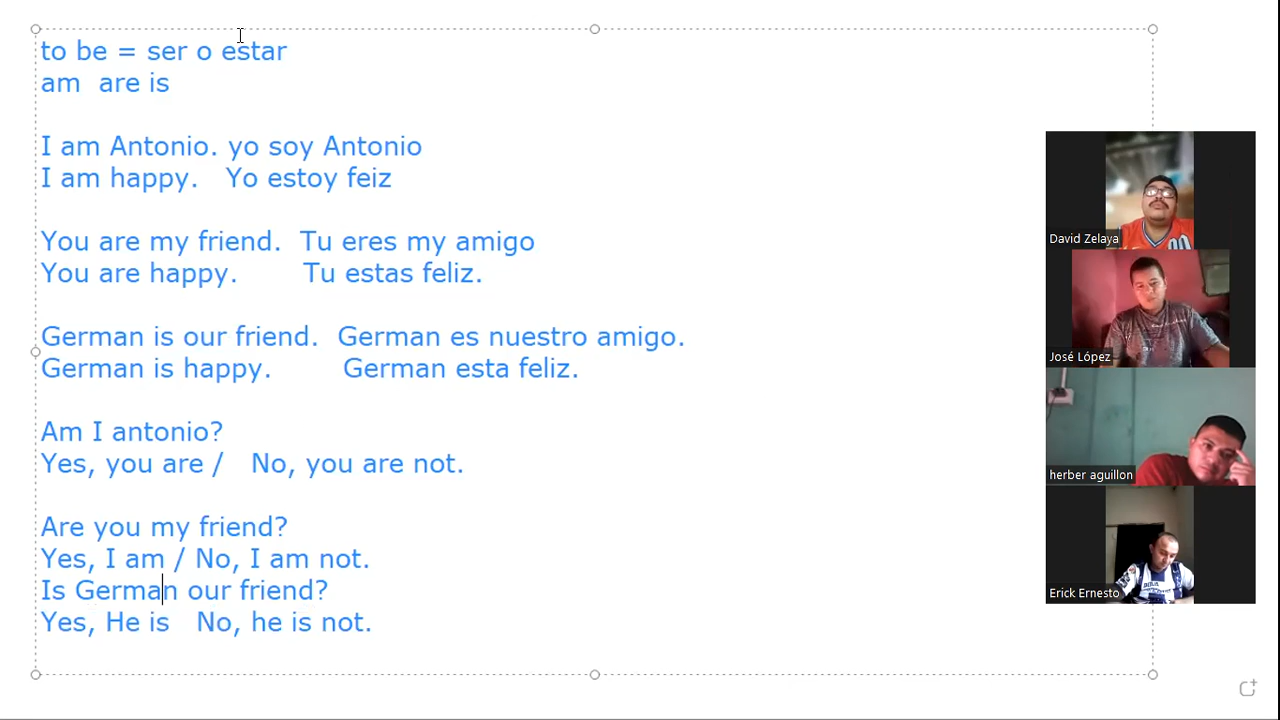 to be = ser o estar
am are is
I am Antonio. yo soy Antonio
I am happy. Yo estoy feiz
You are my friend. Tu eres my amigo
You are happy. Tu estas feliz.
German is our friend. German es nuestro amigo.
German is happy. German esta feliz.
Am I antonio?
Yes, you are / No, you are not.
Are you my friend?
Yes, I am / No, I am not.
Is German our friend?
Yes, He is No, he is not.
David Zelaya
José López
herber aguillon
Erick Ernesto